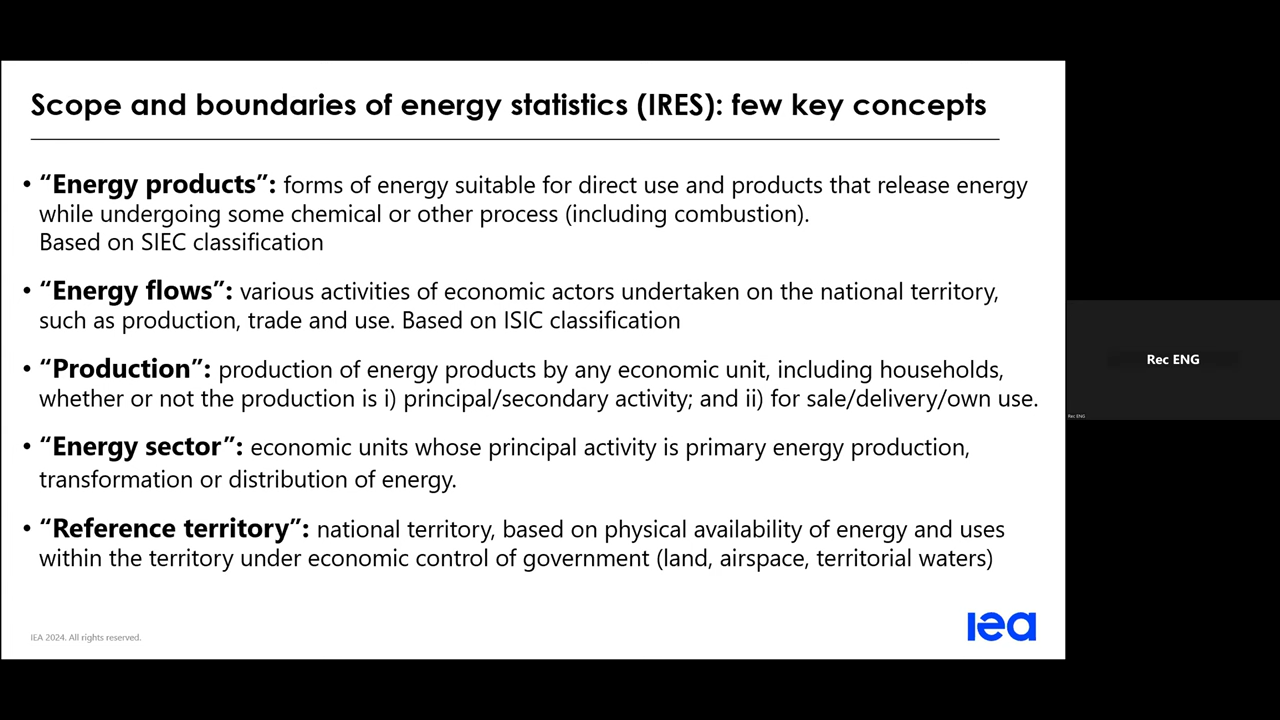 Scope and boundaries of energy statistics (IRES): few key concepts
• “Energy products”: forms of energy suitable for direct use and products that release energy
while undergoing some chemical or other process (including combustion).
Based on SIEC classification
• “Energy flows”: various activities of economic actors undertaken on the national territory,
such as production, trade and use. Based on ISIC classification
• “Production”: production of energy products by any economic unit, including households,
whether or not the production is i) principal/secondary activity; and ii) for sale/delivery/own use.
• “Energy sector”: economic units whose principal activity is primary energy production,
transformation or distribution of energy.
• “Reference territory”: national territory, based on physical availability of energy and uses
within the territory under economic control of government (land, airspace, territorial waters)
IEA 2024. All rights reserved.
iea
Rec ENG
Rec ENG